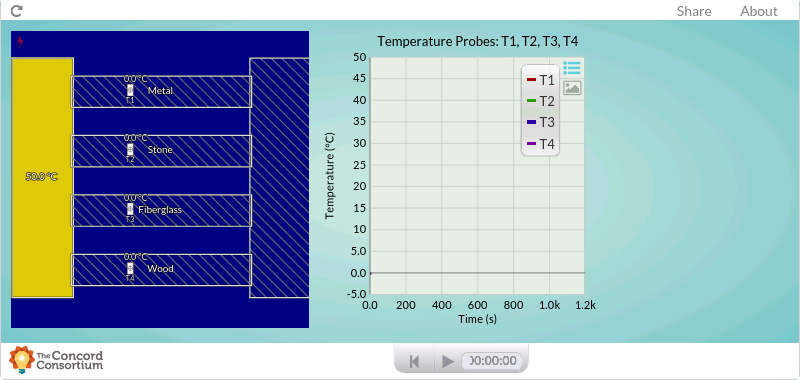 Share About
Temperature Probes: T1, T2, T3, T4
0.0 °C
Metal
T1
0.0 °C
Stone
T2
50.0 °C
0.0 °C
Fiberglass
T3
0.0 °C
Wood
T4
Temperature (°C)
50
45
40
35
30
25
20
15
10
5.0
0.0
-5.0
0.0 200 400 600 800 1.0k 1.2k
Time (s)
T1
T2
T3
T4
The Concord
Consortium
00:00:00